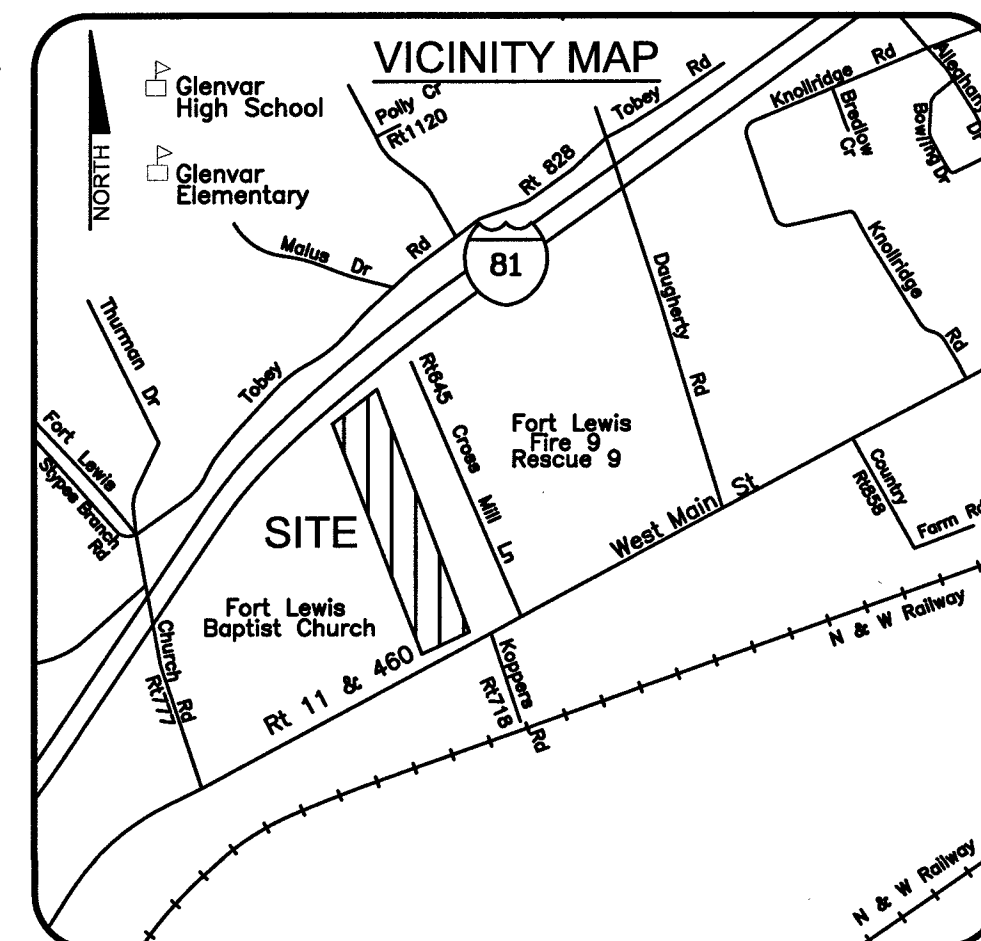 VICINITY MAP
NORTH
Glenvar
High School
Glenvar
Elementary
Polly Cr
Rt1120
Rt 828
Tobey Rd
Knollridge Rd
Bredlow Cr
Bowling Dr
Alleghany Dr
Malus Dr
Rd
81
Thurman Dr
Tobey
Daugherty Rd
Knollridge Rd
Rt645 Cross Mill Ln
Fort Lewis
Fire 9
Rescue 9
Fort Lewis
Stypes Branch
Rd
SITE
West Main St
Country
Rt858
Farm Rd
Fort Lewis
Baptist Church
Church Rd
Rt777
Rt 11 & 460
Koppers Rd
Rt718
N & W Railway
N & W Railway